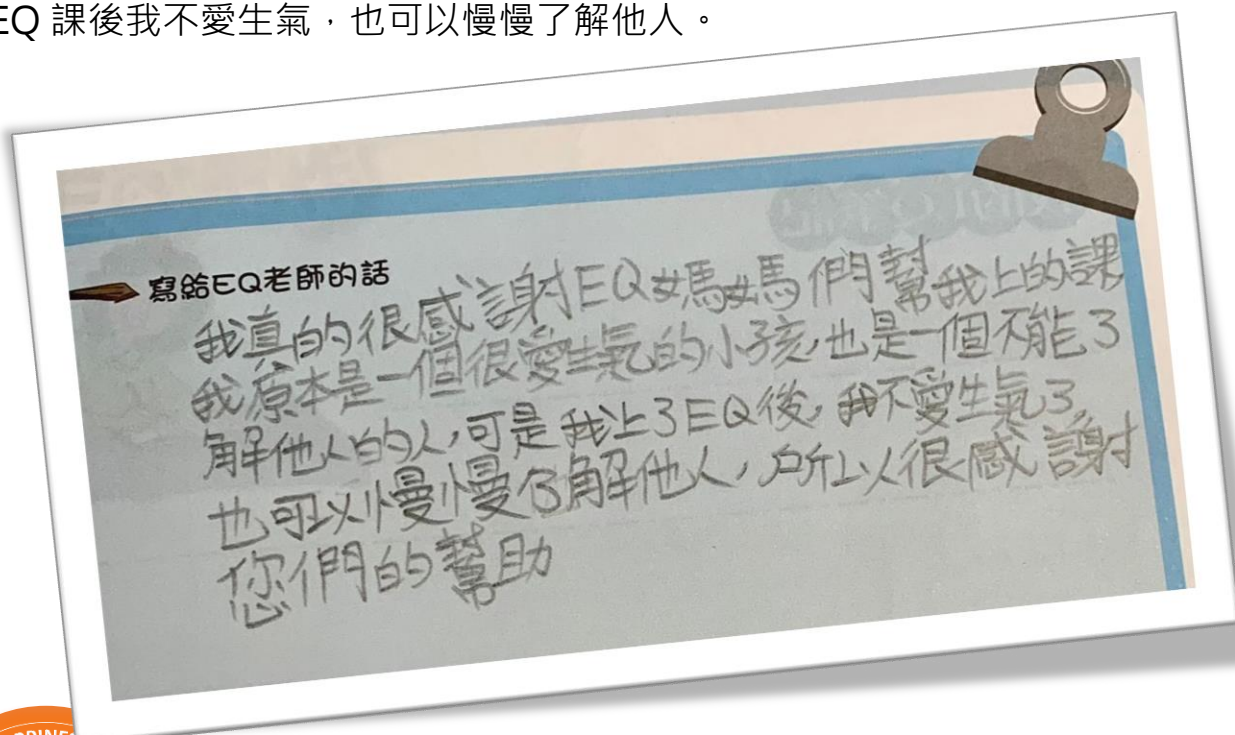 EQ 課後我不愛生氣，也可以慢慢了解他人。
寫給EQ老師的話
我真的很感謝EQ媽媽們幫我上的課
我原本是一個很愛生氣的小孩,也是一個不能了
解他人的人,可是我上了EQ後,我不愛生氣了,
也可以慢慢了解他人,所以很感謝
您們的幫助